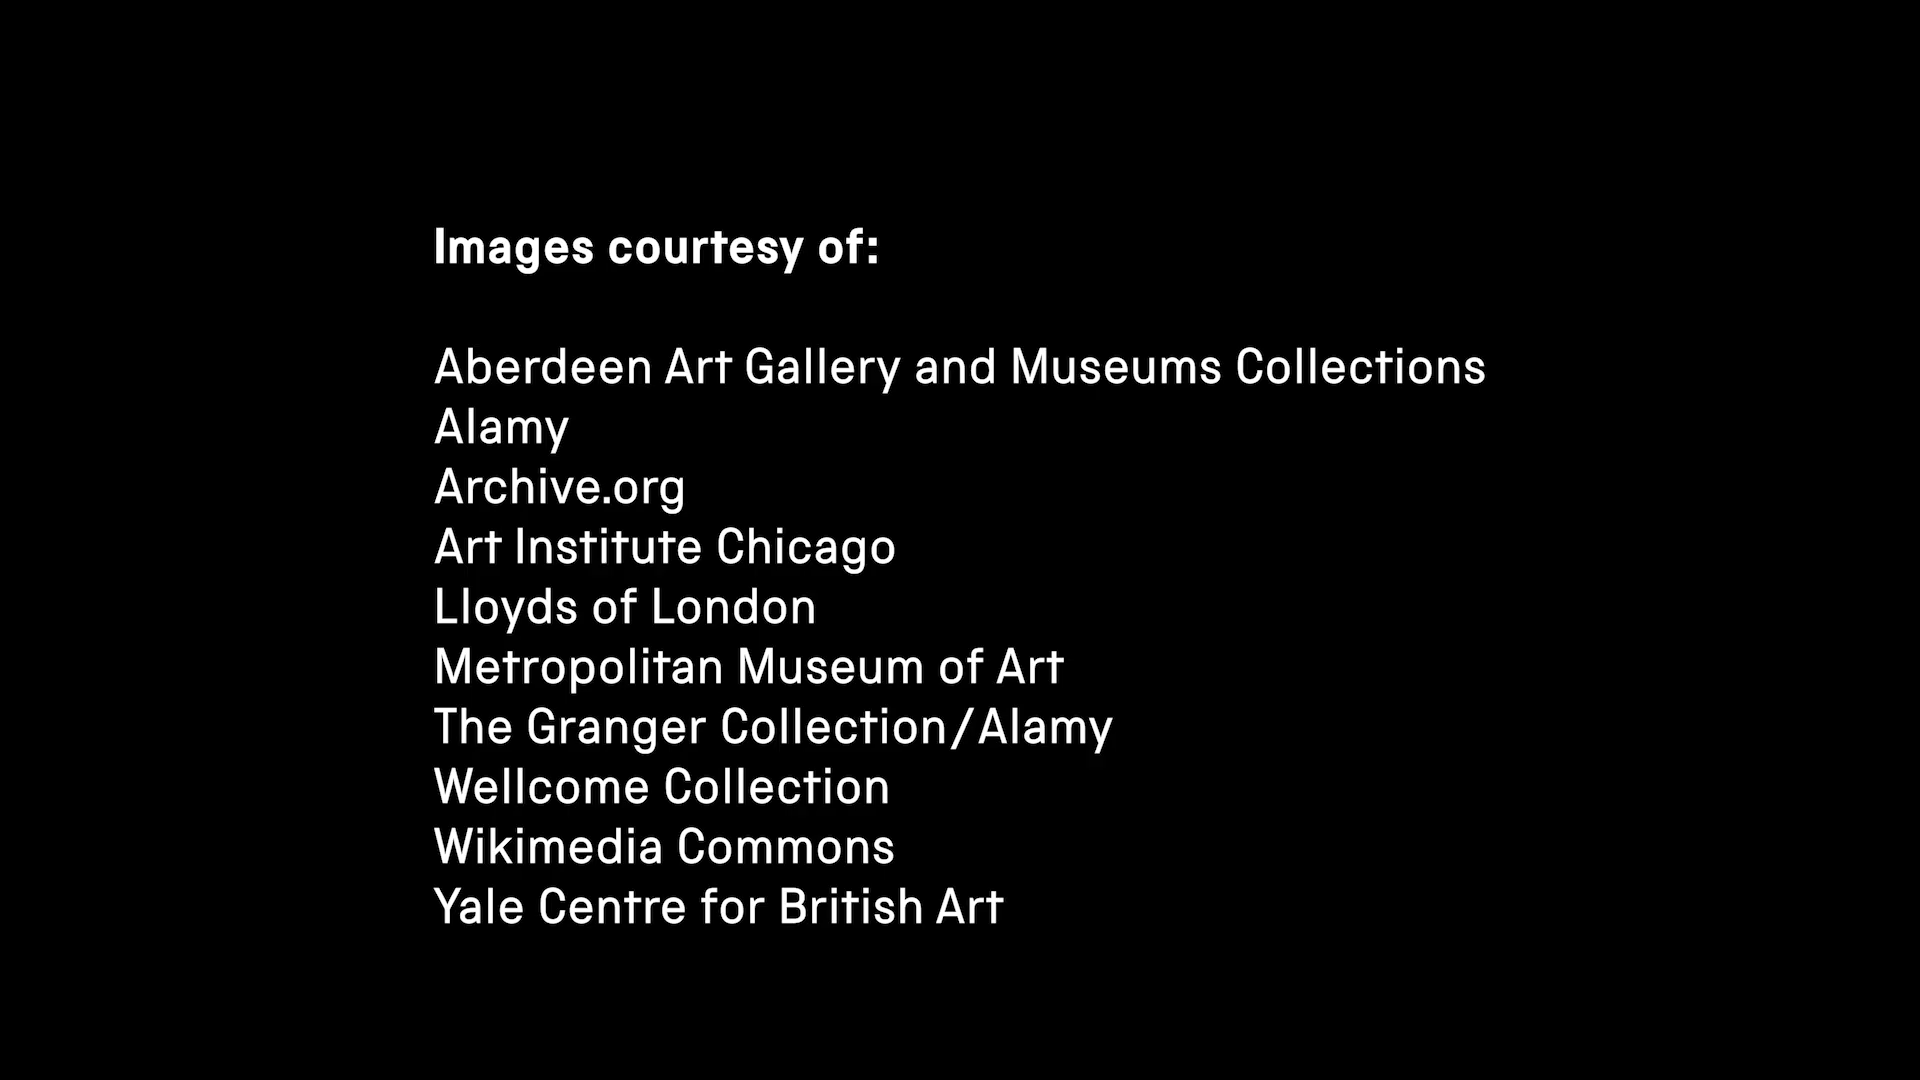 Images courtesy of:
Aberdeen Art Gallery and Museums Collections
Alamy
Archive.org
Art Institute Chicago
Lloyds of London
Metropolitan Museum of Art
The Granger Collection/Alamy
Wellcome Collection
Wikimedia Commons
Yale Centre for British Art